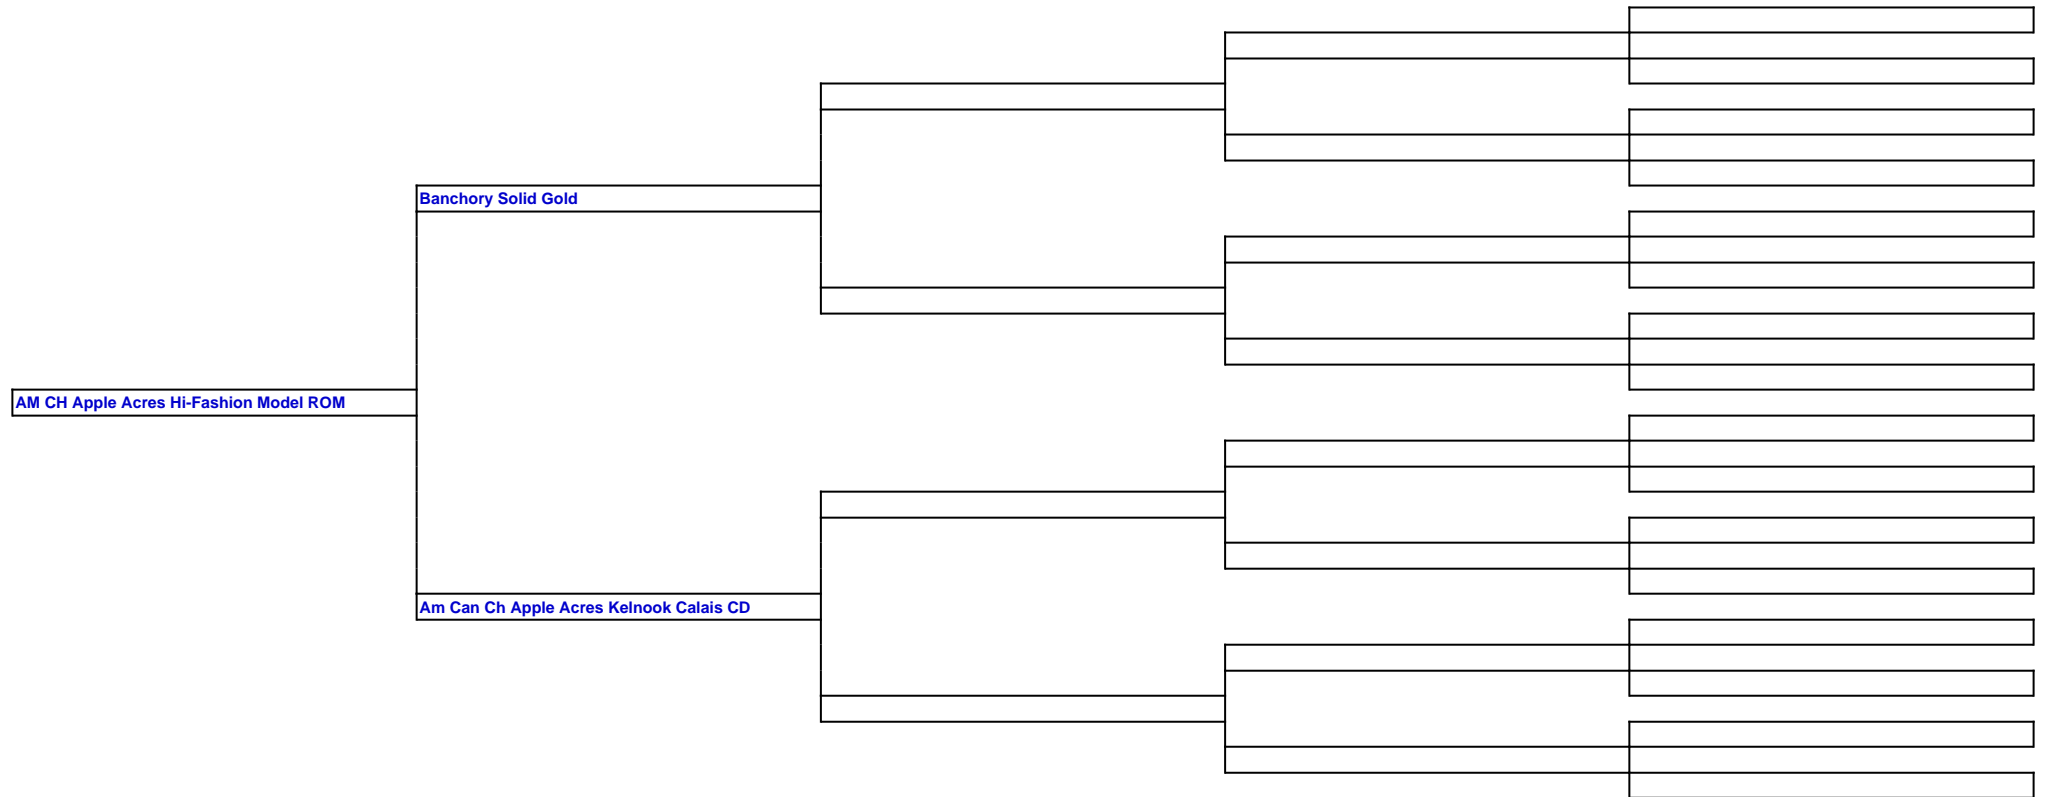 Banchory Solid Gold
AM CH Apple Acres Hi-Fashion Model ROM
Am Can Ch Apple Acres Kelnook Calais CD